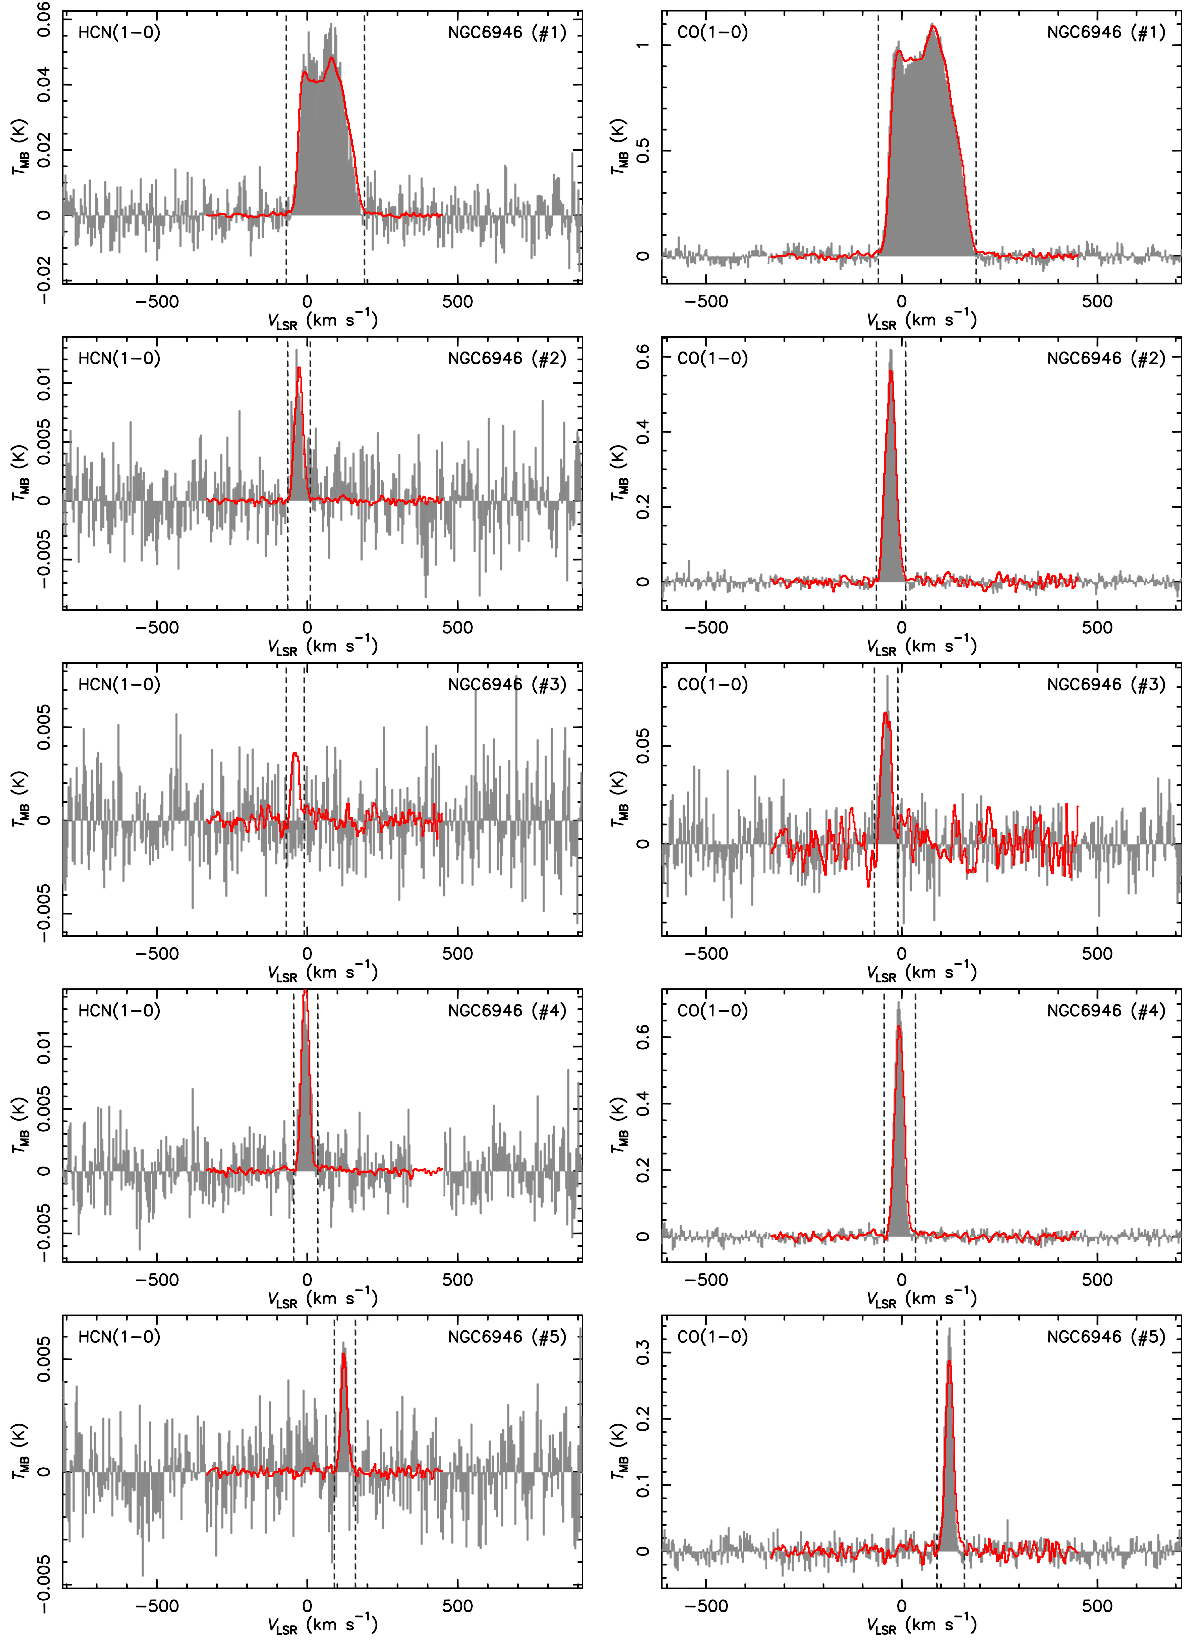 HCN(1−0) NGC6946 (#1)
T_MB (K)
0.06
0.04
0.02
0
−0.02
−500 0 500
V_LSR (km s⁻¹)
CO(1−0) NGC6946 (#1)
T_MB (K)
1
0.5
0
−500 0 500
V_LSR (km s⁻¹)
HCN(1−0) NGC6946 (#2)
T_MB (K)
0.01
0.005
0
−0.005
−500 0 500
V_LSR (km s⁻¹)
CO(1−0) NGC6946 (#2)
T_MB (K)
0.6
0.4
0.2
0
−500 0 500
V_LSR (km s⁻¹)
HCN(1−0) NGC6946 (#3)
T_MB (K)
0.005
0
−0.005
−500 0 500
V_LSR (km s⁻¹)
CO(1−0) NGC6946 (#3)
T_MB (K)
0.05
0
−500 0 500
V_LSR (km s⁻¹)
HCN(1−0) NGC6946 (#4)
T_MB (K)
0.01
0.005
0
−0.005
−500 0 500
V_LSR (km s⁻¹)
CO(1−0) NGC6946 (#4)
T_MB (K)
0.6
0.4
0.2
0
−500 0 500
V_LSR (km s⁻¹)
HCN(1−0) NGC6946 (#5)
T_MB (K)
0.005
0
−0.005
−500 0 500
V_LSR (km s⁻¹)
CO(1−0) NGC6946 (#5)
T_MB (K)
0.3
0.2
0.1
0
−500 0 500
V_LSR (km s⁻¹)